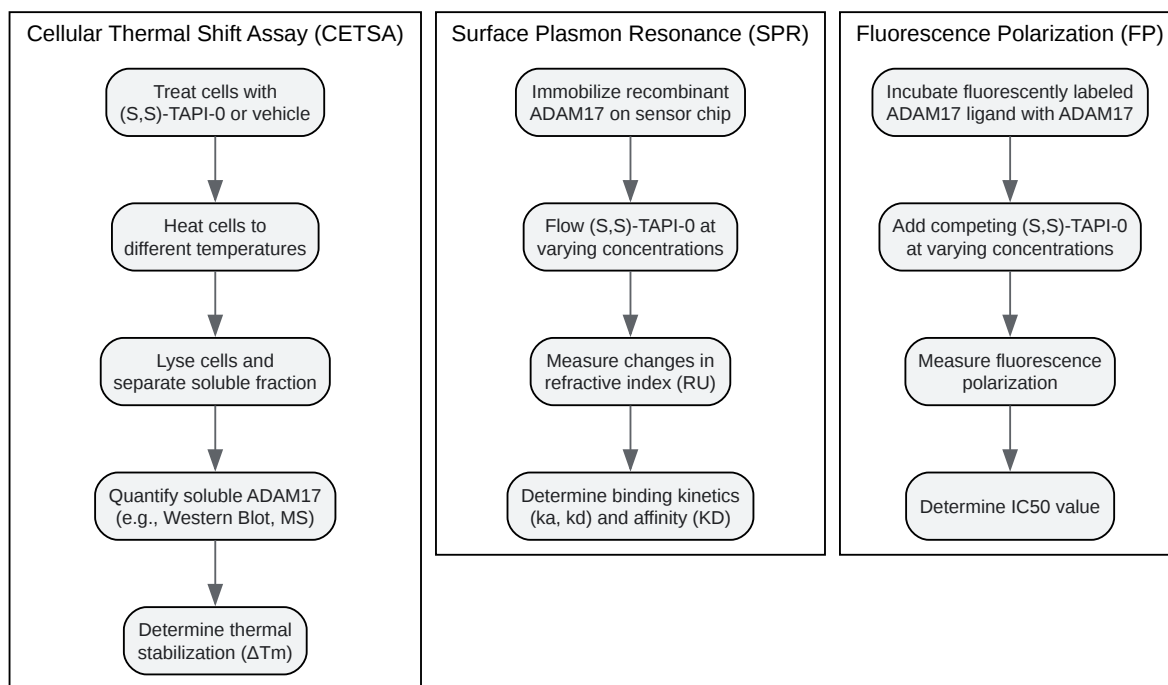 Cellular Thermal Shift Assay (CETSA)
Treat cells with
(S,S)-TAPI-0 or vehicle
Heat cells to
different temperatures
Lyse cells and
separate soluble fraction
Quantify soluble ADAM17
(e.g., Western Blot, MS)
Determine thermal
stabilization (ΔTm)
Surface Plasmon Resonance (SPR)
Immobilize recombinant
ADAM17 on sensor chip
Flow (S,S)-TAPI-0 at
varying concentrations
Measure changes in
refractive index (RU)
Determine binding kinetics
(ka, kd) and affinity (KD)
Fluorescence Polarization (FP)
Incubate fluorescently labeled
ADAM17 ligand with ADAM17
Add competing (S,S)-TAPI-0
at varying concentrations
Measure fluorescence
polarization
Determine IC50 value